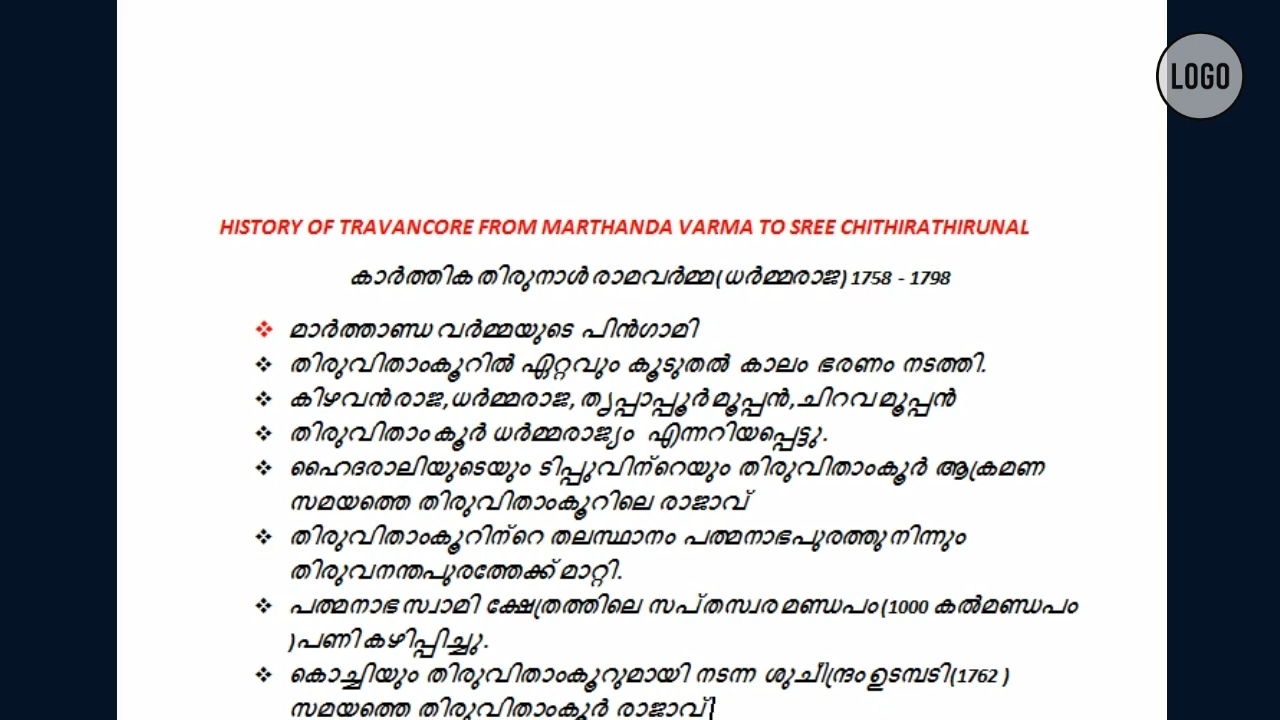 LOGO
HISTORY OF TRAVANCORE FROM MARTHANDA VARMA TO SREE CHITHIRATHIRUNAL
കാർത്തിക തിരുനാൾ രാമവർമ്മ(ധർമ്മരാജ) 1758 - 1798
❖ മാർത്താണ്ഡ വർമ്മയുടെ പിൻഗാമി
❖ തിരുവിതാംകൂറിൽ ഏറ്റവും കൂടുതൽ കാലം ഭരണം നടത്തി.
❖ കിഴവൻരാജ,ധർമ്മരാജ,തൃപ്പാപ്പൂർ മൂപ്പൻ,ചിറവ മൂപ്പൻ
❖ തിരുവിതാംകൂർ ധർമ്മരാജ്യം എന്നറിയപ്പെട്ടു.
❖ ഹൈദരാലിയുടെയും ടിപ്പുവിന്റെയും തിരുവിതാംകൂർ ആക്രമണ
സമയത്തെ തിരുവിതാംകൂറിലെ രാജാവ്
❖ തിരുവിതാംകൂറിന്റെ തലസ്ഥാനം പത്മനാഭപുരത്തുനിന്നും
തിരുവനന്തപുരത്തേക്ക് മാറ്റി.
❖ പത്മനാഭ സ്വാമി ക്ഷേത്രത്തിലെ സപ്തസ്വര മണ്ഡപം(1000 കൽമണ്ഡപം
)പണി കഴിപ്പിച്ചു.
❖ കൊച്ചിയും തിരുവിതാംകൂറുമായി നടന്ന ശുചീന്ദ്രം ഉടമ്പടി(1762 )
സമയത്തെ തിരുവിതാംകൂർ രാജാവ്